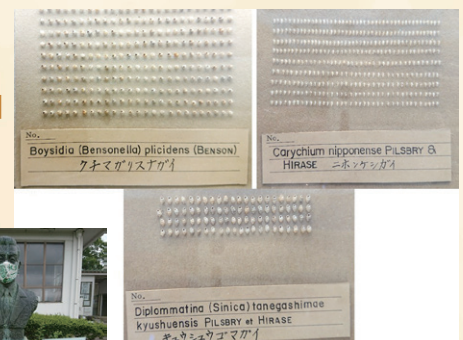 No.
Boysidia (Bensonella) plicidens (BENSON)
クチマガリスナガイ
No.
Carychium nipponense PILSBRY &
HIRASE ニホンケシガイ
No.
Diplommatina (Sinica) tanegashimae
kyushuensis PILSBRY et HIRASE
キュウシュウゴマガイ